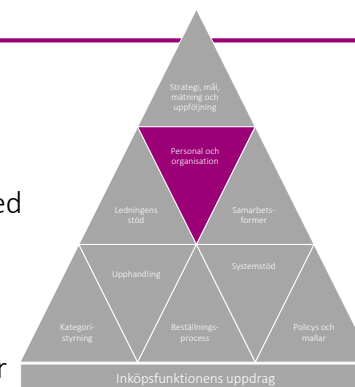 Strategi, mål,
mätning och
uppföljning
Personal och
organisation
ed
Ledningens
stöd
Samarbets-
former
Upphandling
Systemstöd
Kategori-
styrning
Beställnings-
process
Policys och
mallar
r
Inköpsfunktionens uppdrag